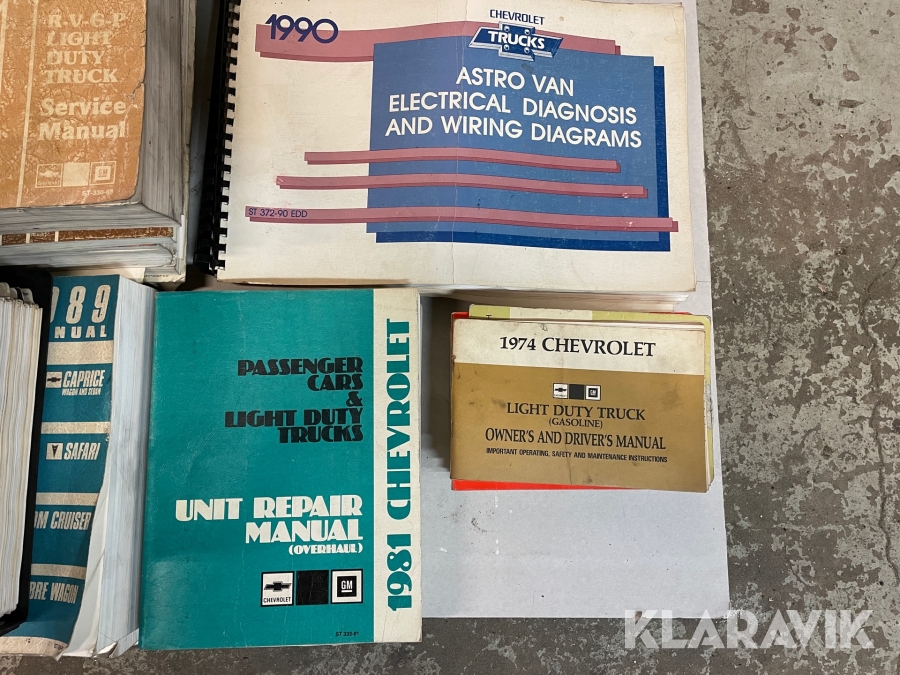 R.V.G-P
LIGHT
DUTY
TRUCK
Service
Manual
1990
CHEVROLET
TRUCKS
ASTRO VAN
ELECTRICAL DIAGNOSIS
AND WIRING DIAGRAMS
ST 372-90 EDD
989
NUAL
CAPRICE
WAGON AND SEDAN
SAFARI
OM CRUISER
BRE WAGON
PASSENGER
CARS
&
LIGHT DUTY
TRUCKS
UNIT REPAIR
MANUAL
(OVERHAUL)
CHEVROLET
GM
1981 CHEVROLET
1974 CHEVROLET
GM
LIGHT DUTY TRUCK
(GASOLINE)
OWNER'S AND DRIVER'S MANUAL
IMPORTANT OPERATING, SAFETY AND MAINTENANCE INSTRUCTIONS
KLARAVIK